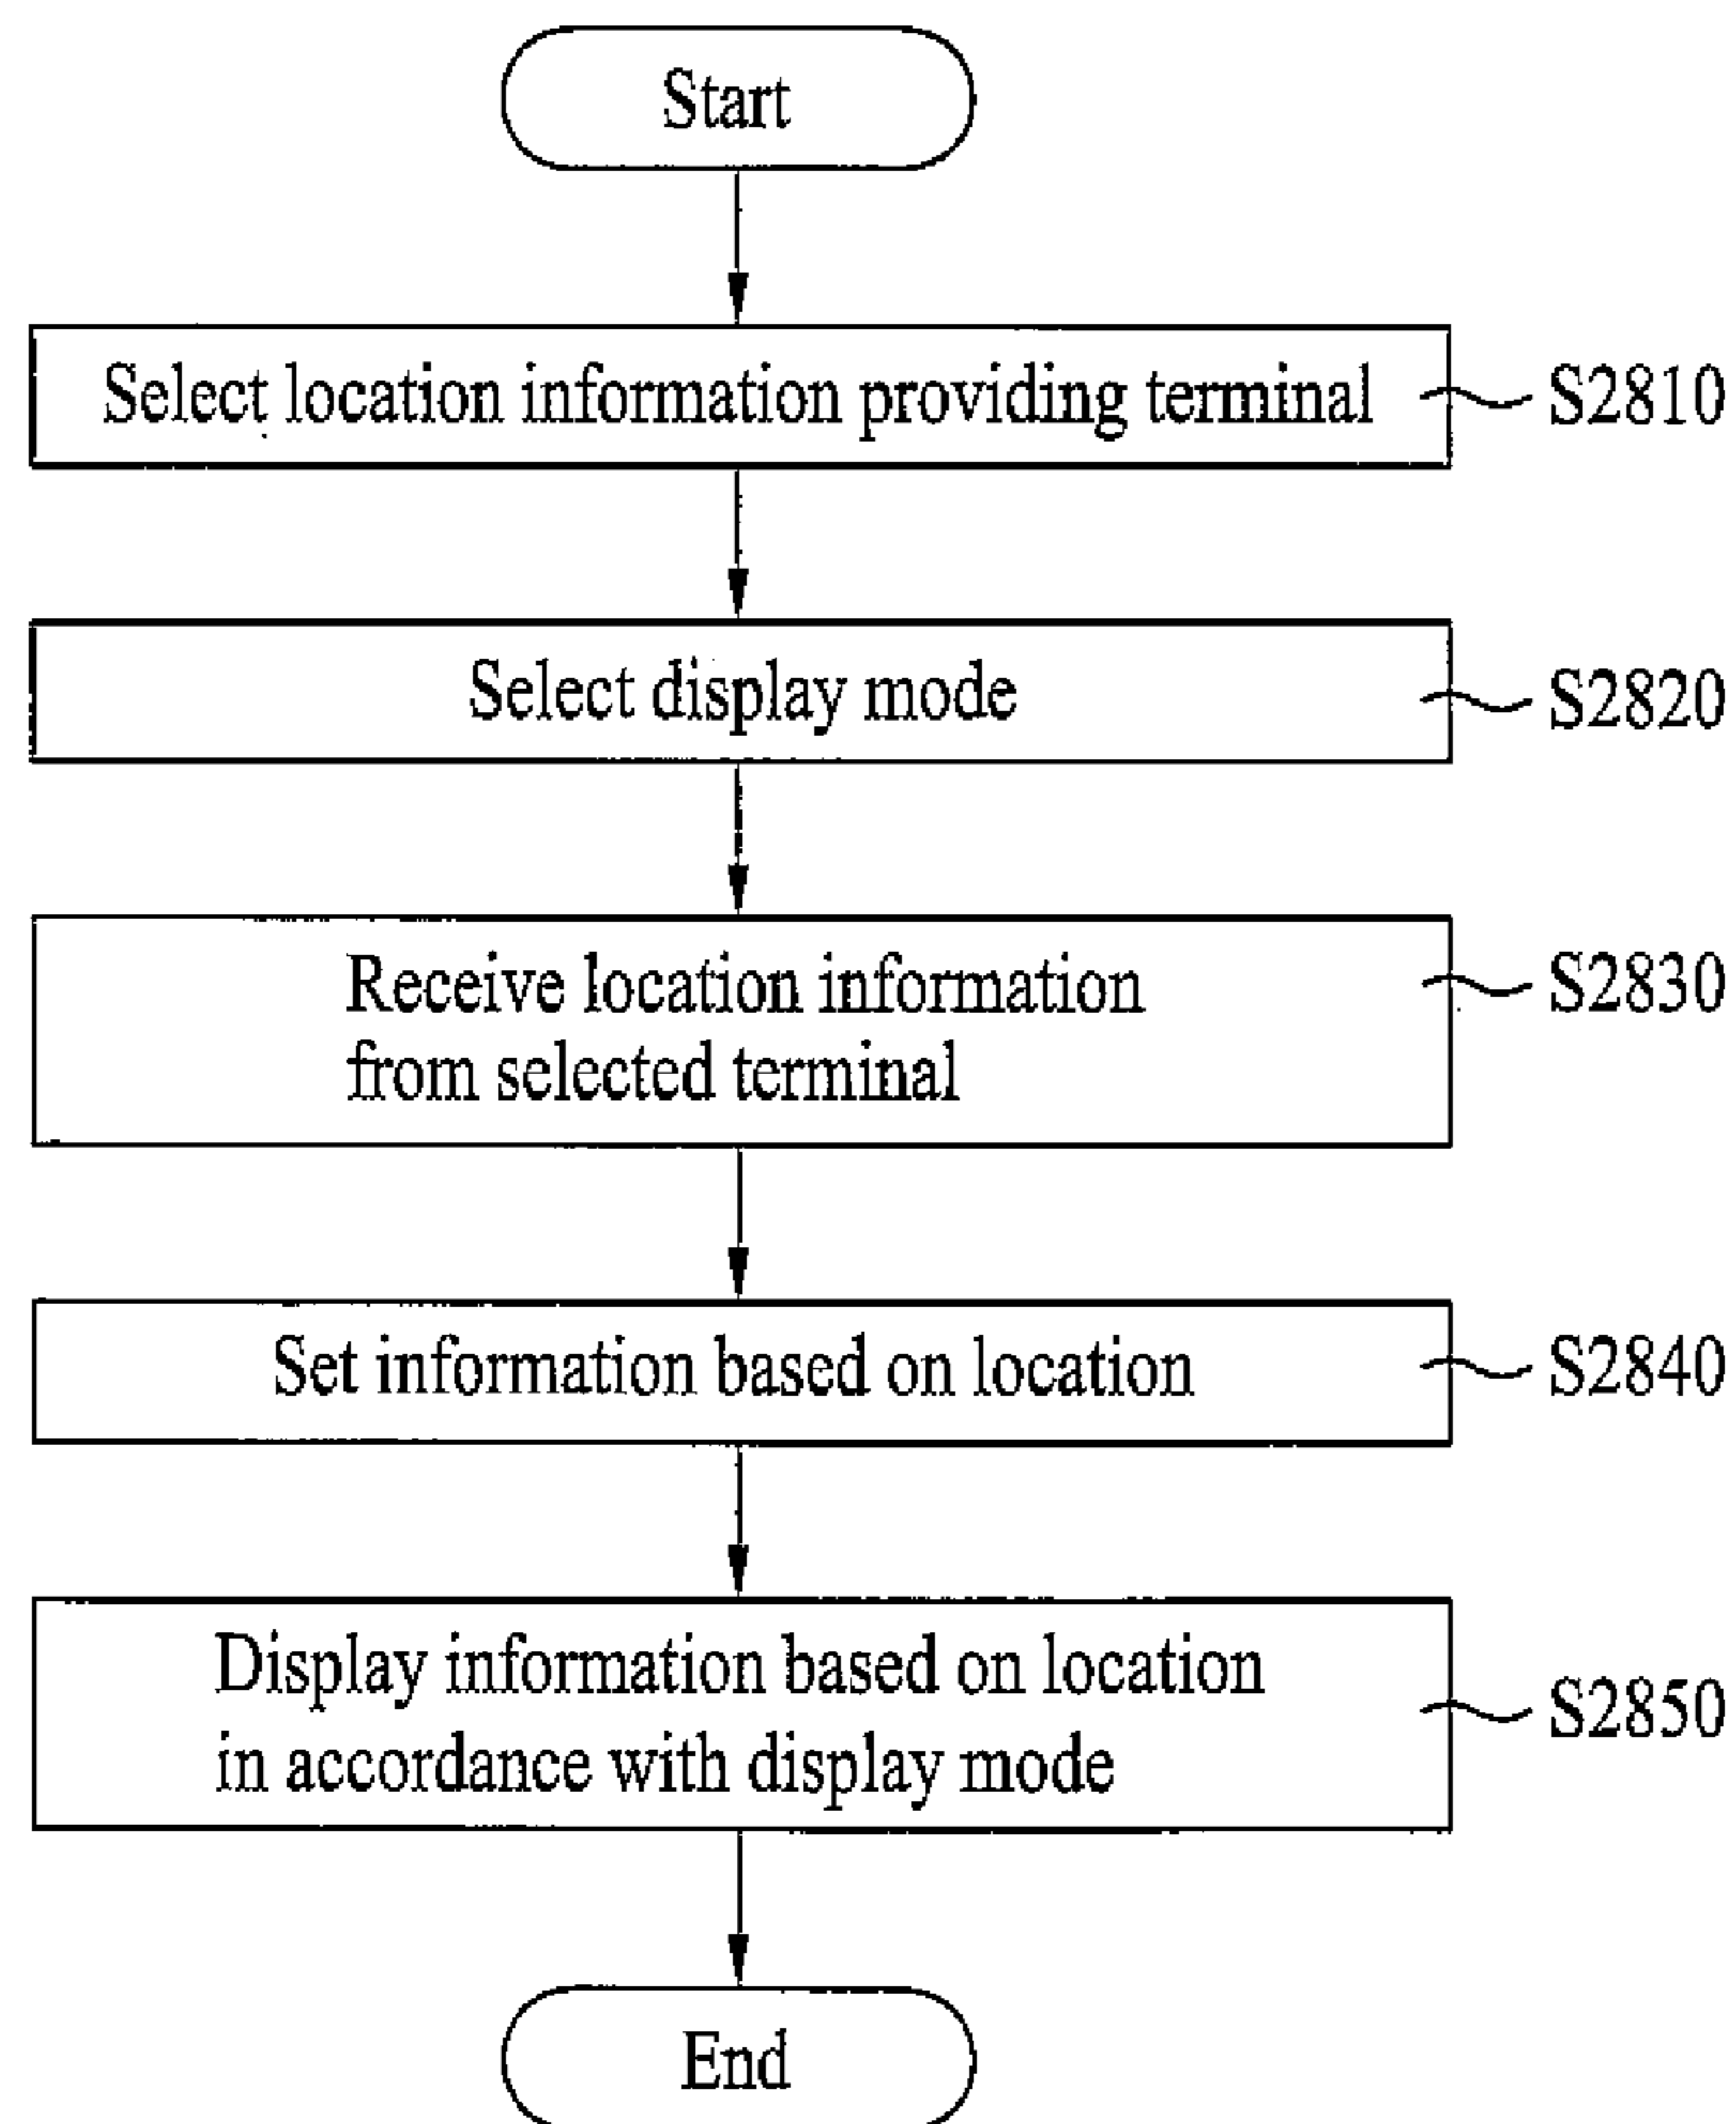 Start
Select location information providing terminal
S2810
Select display mode
S2820
Receive location information
from selected terminal
S2830
Set information based on location
S2840
Display information based on location
in accordance with display mode
S2850
End